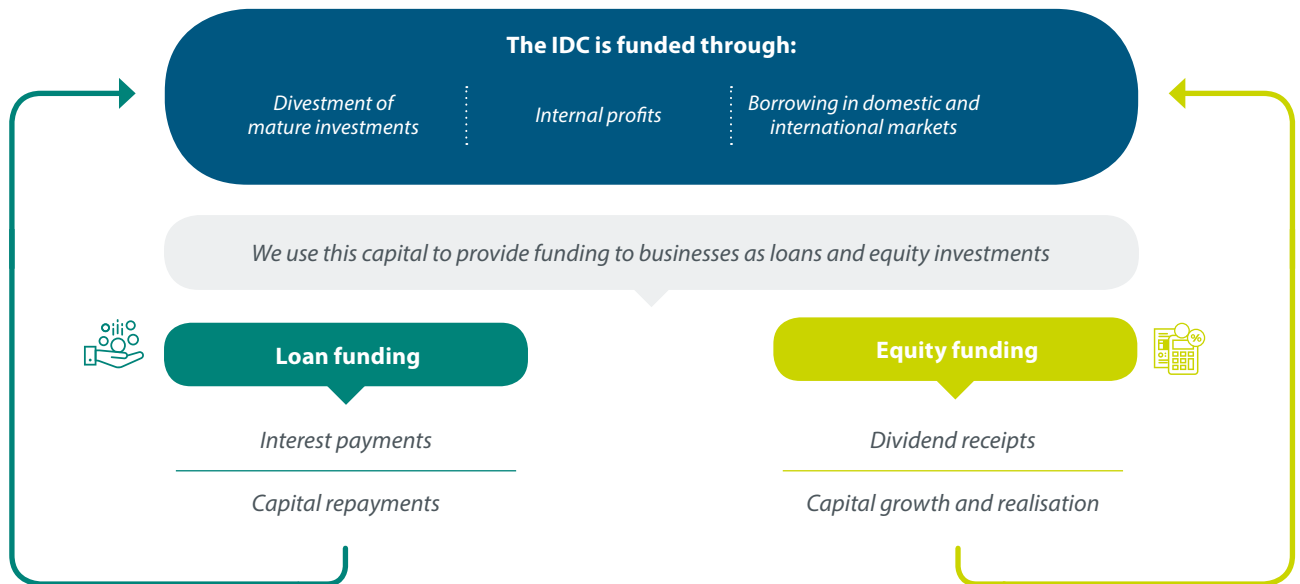 The IDC is funded through:
Divestment of
mature investments
Internal profits
Borrowing in domestic and
international markets
We use this capital to provide funding to businesses as loans and equity investments
Loan funding
Interest payments
Capital repayments
Equity funding
%
Dividend receipts
Capital growth and realisation